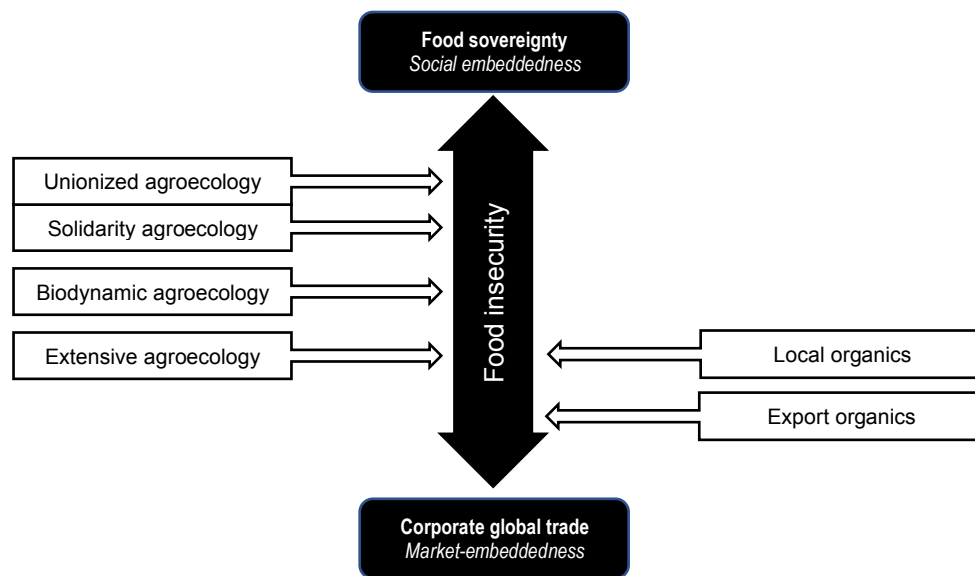 Food sovereignty
Social embeddedness
Unionized agroecology
Solidarity agroecology
Biodynamic agroecology
Extensive agroecology
Food insecurity
Local organics
Export organics
Corporate global trade
Market-embeddedness